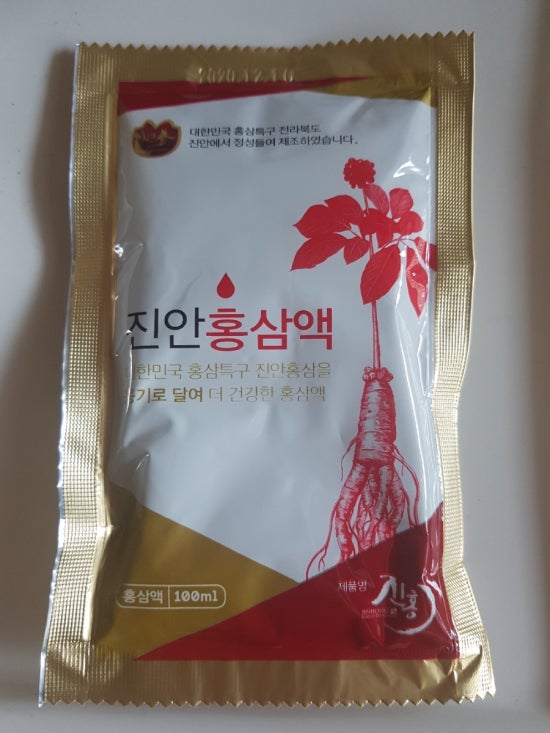 2020.12.10
대한민국 홍삼특구 전라북도
진안에서 정성들여 제조하였습니다.
진안홍삼액
한민국 홍삼특구 진안홍삼을
기로 달여 더 건강한 홍삼액
홍삼액 100ml
제품명 진홍